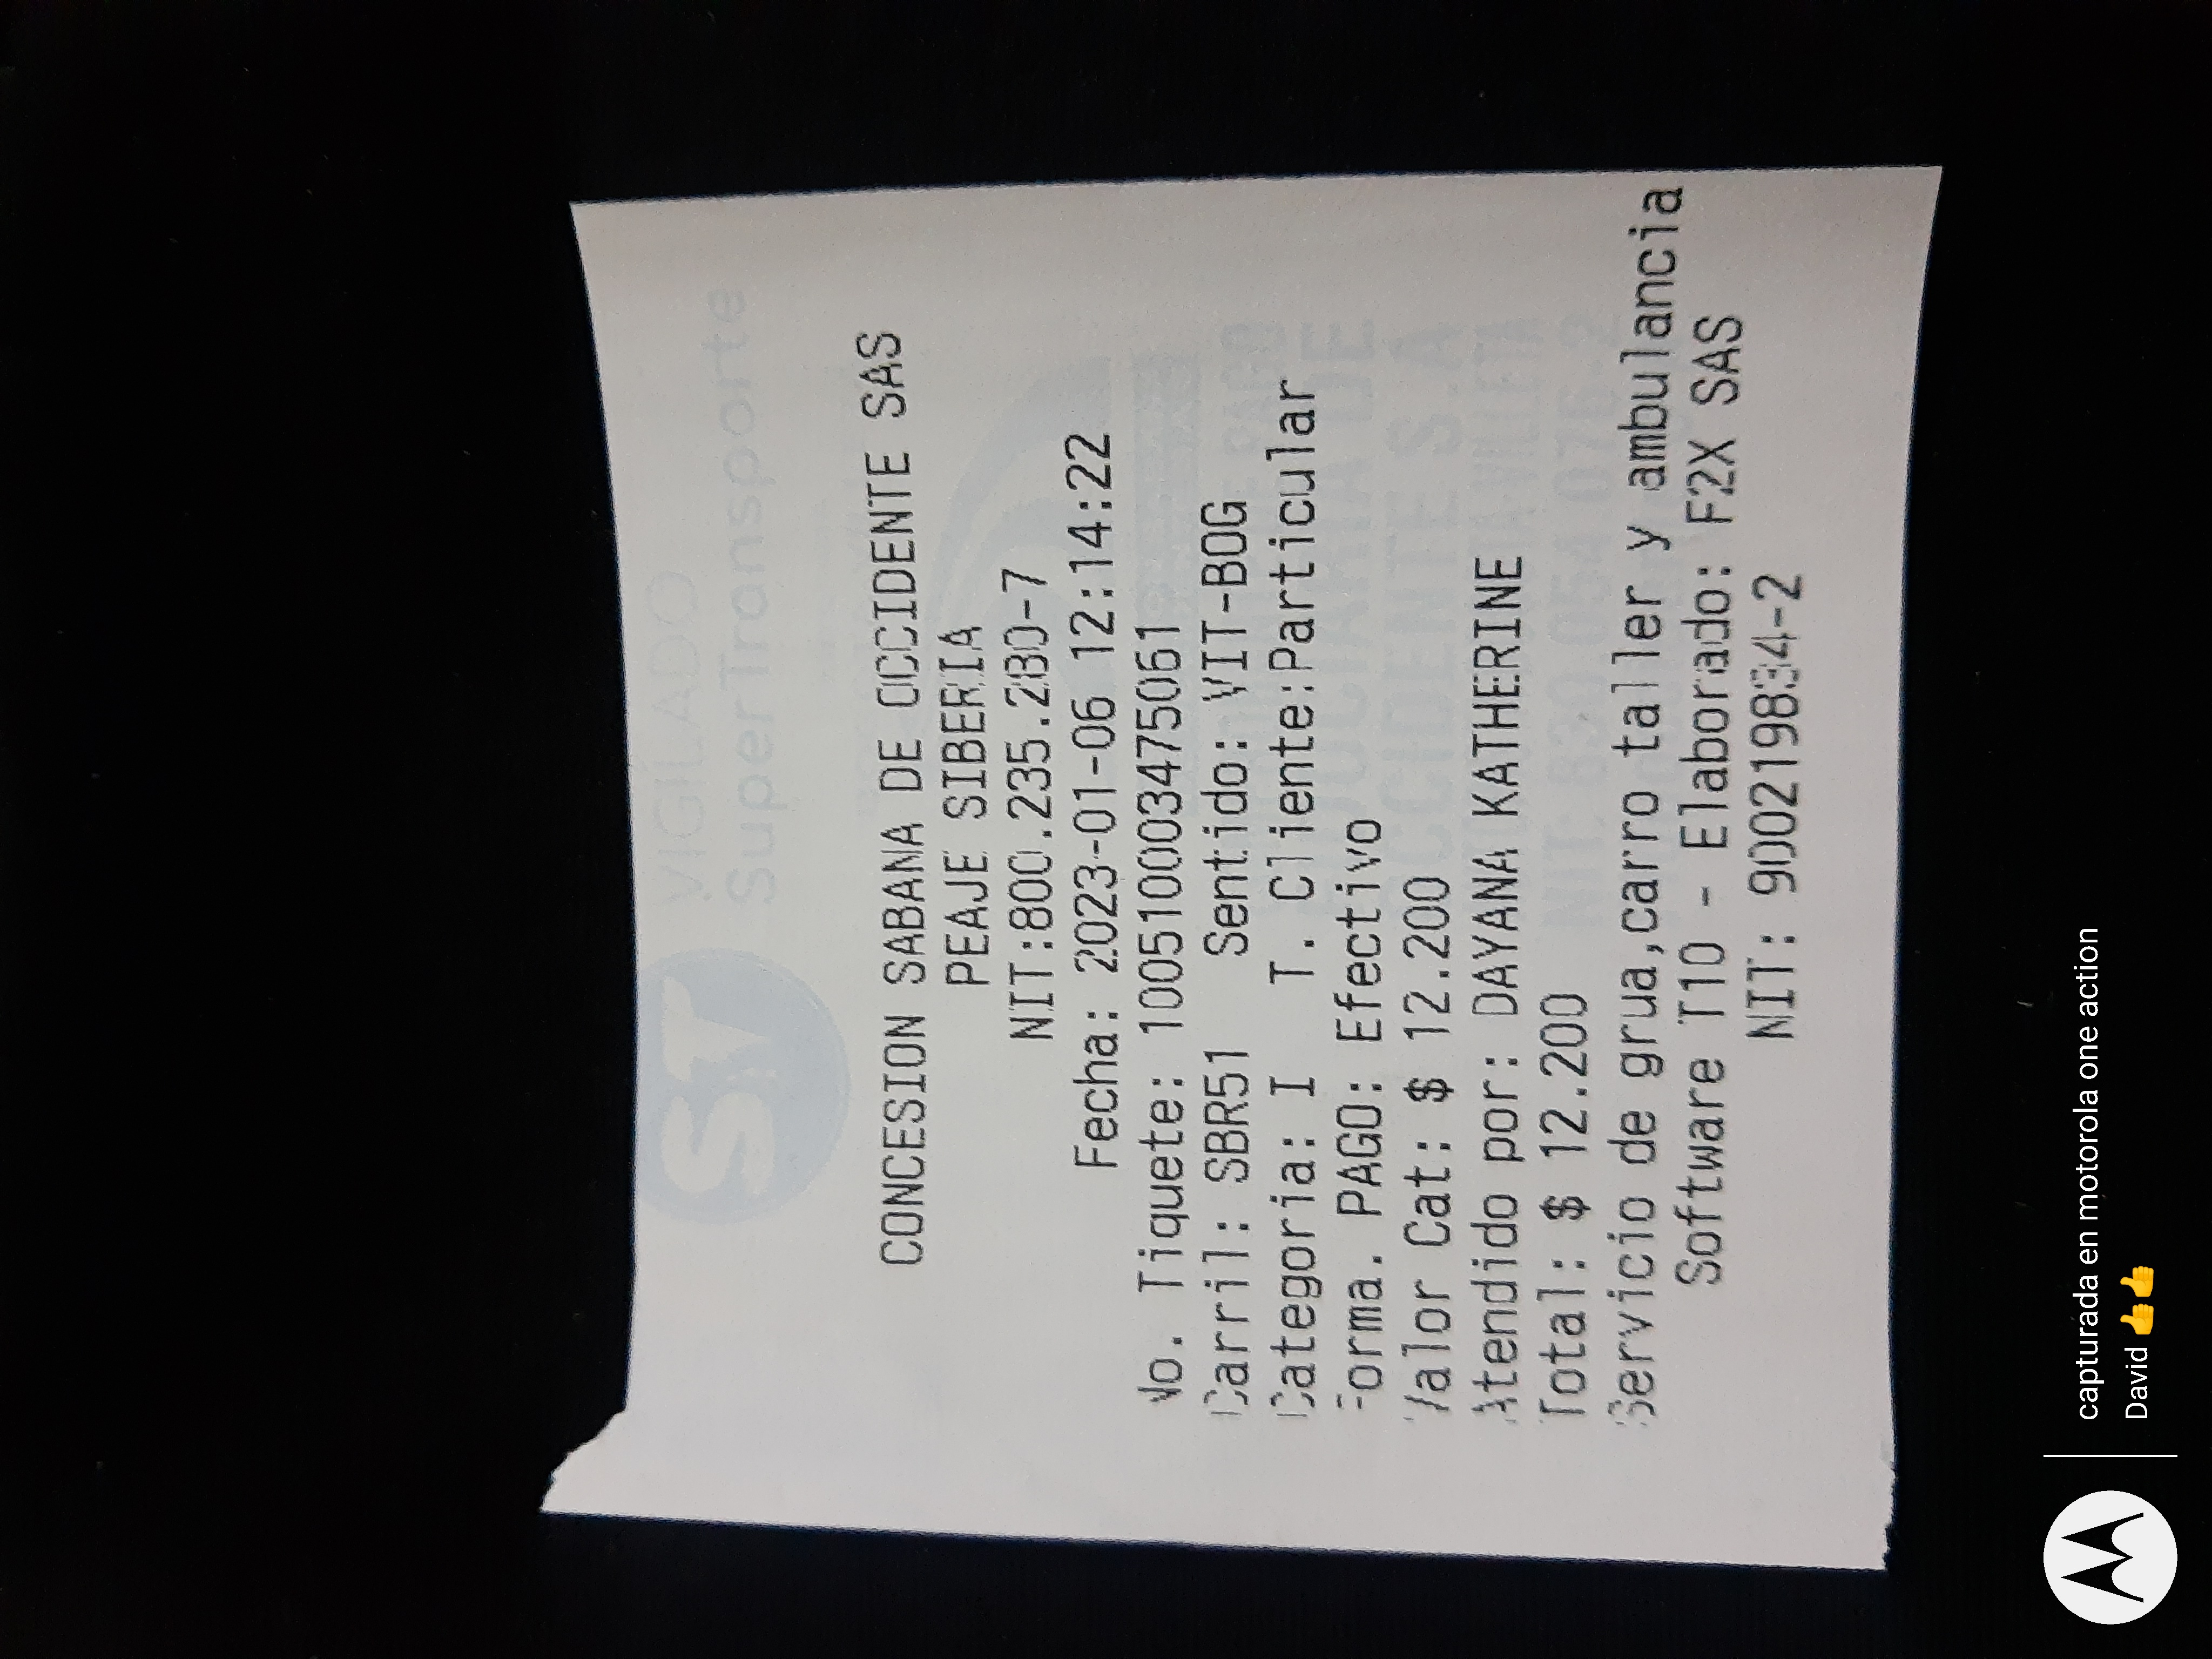 VIGILADO
SuperTransporte
ST
CONCESION SABANA DE OCCIDENTE SAS
PEAJE SIBERIA
NIT:800.235.280-7
Fecha: 2023-01-06 12:14:22
No. Tiquete: 100510003475061
Carril: SBR51 Sentido: VIT-BOG
Categoria: I T. Cliente:Particular
Forma. PAGO: Efectivo
Valor Cat: $ 12.200
Atendido por: DAYANA KATHERINE
Total: $ 12.200
Servicio de grua,carro taller y ambulancia
Software T10 - Elaborado: F2X SAS
NIT: 900219834-2
capturada en motorola one action
David 👍👍